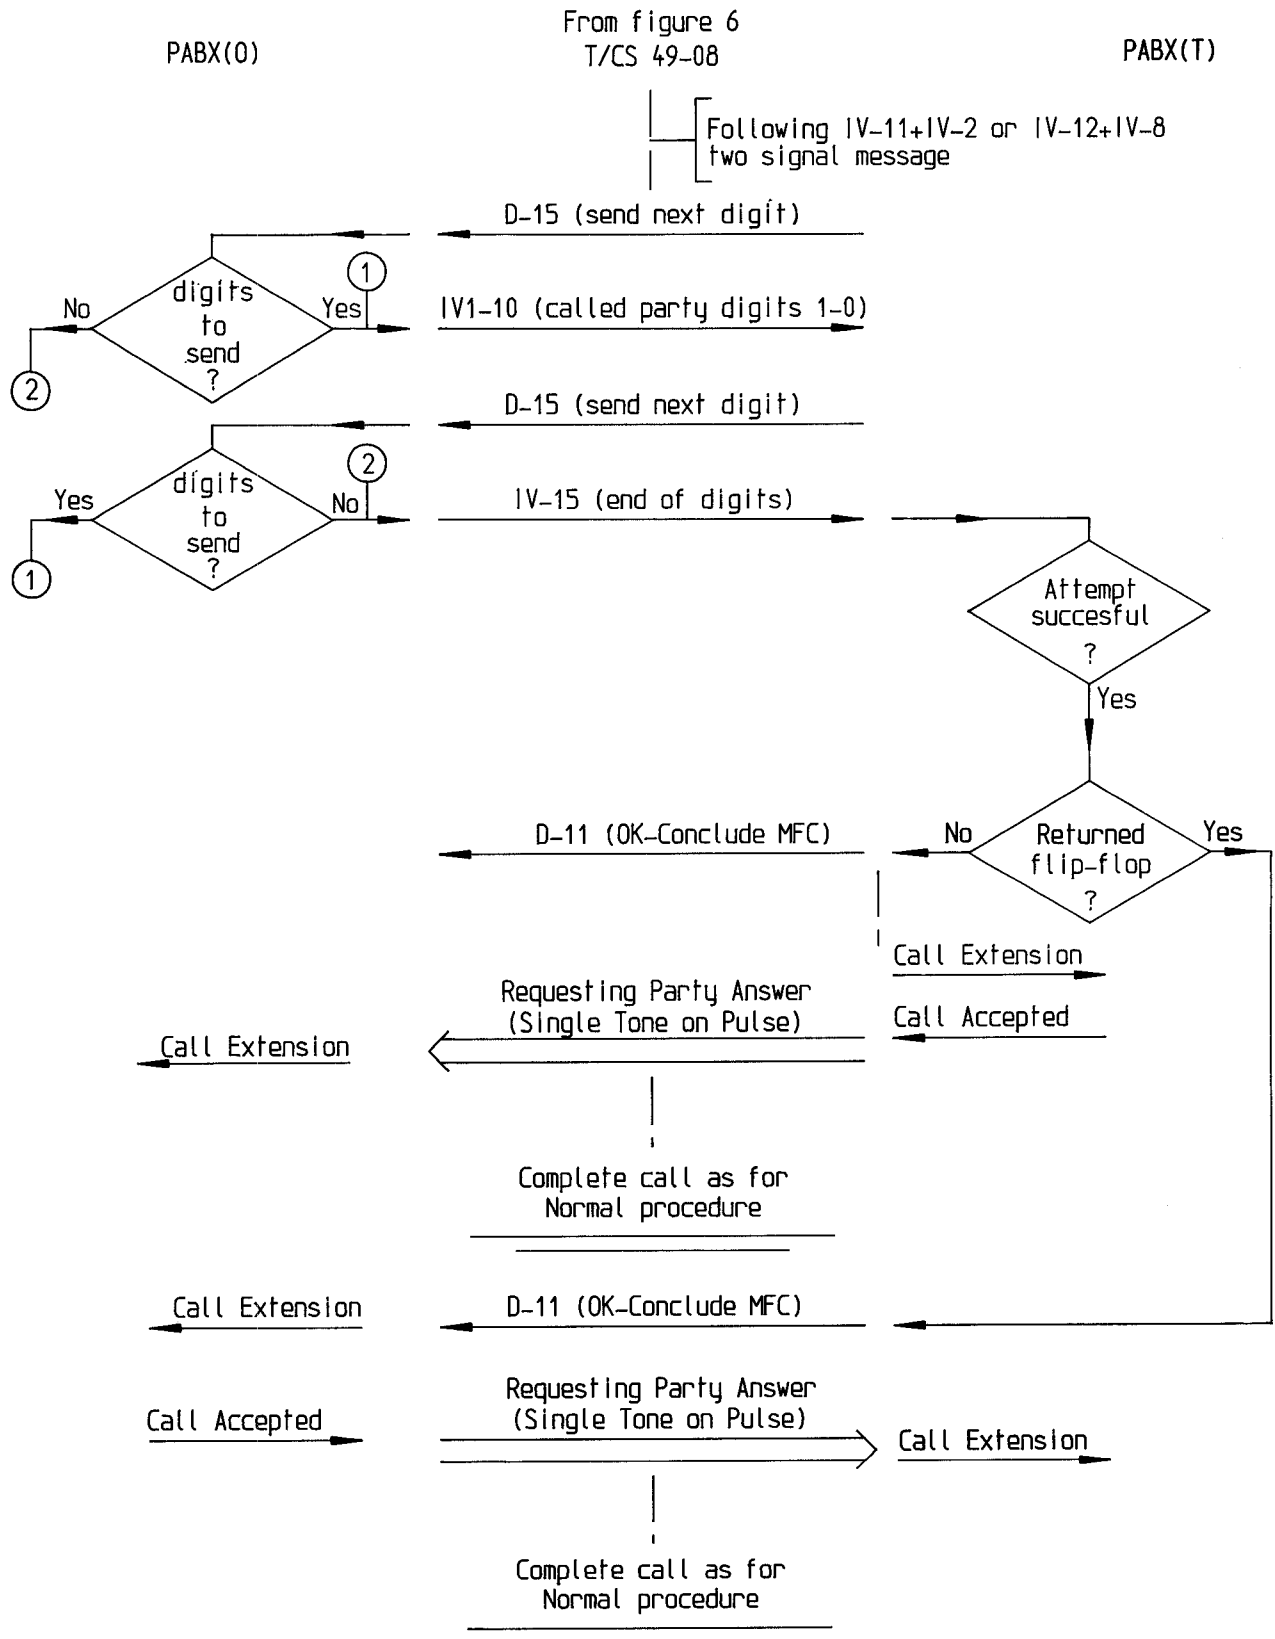 From figure 6
T/CS 49-08
PABX(O)
PABX(T)
Following IV-11+IV-2 or IV-12+IV-8
two signal message
D-15 (send next digit)
1
digits
to
send
?
No
Yes
IV1-10 (called party digits 1-0)
2
D-15 (send next digit)
2
digits
to
send
?
Yes
No
IV-15 (end of digits)
1
Attempt
succesful
?
Yes
D-11 (OK-Conclude MFC)
No
Returned
flip-flop
?
Yes
Call Extension
Requesting Party Answer
(Single Tone on Pulse)
Call Accepted
Call Extension
Complete call as for
Normal procedure
Call Extension
D-11 (OK-Conclude MFC)
Requesting Party Answer
(Single Tone on Pulse)
Call Accepted
Call Extension
Complete call as for
Normal procedure